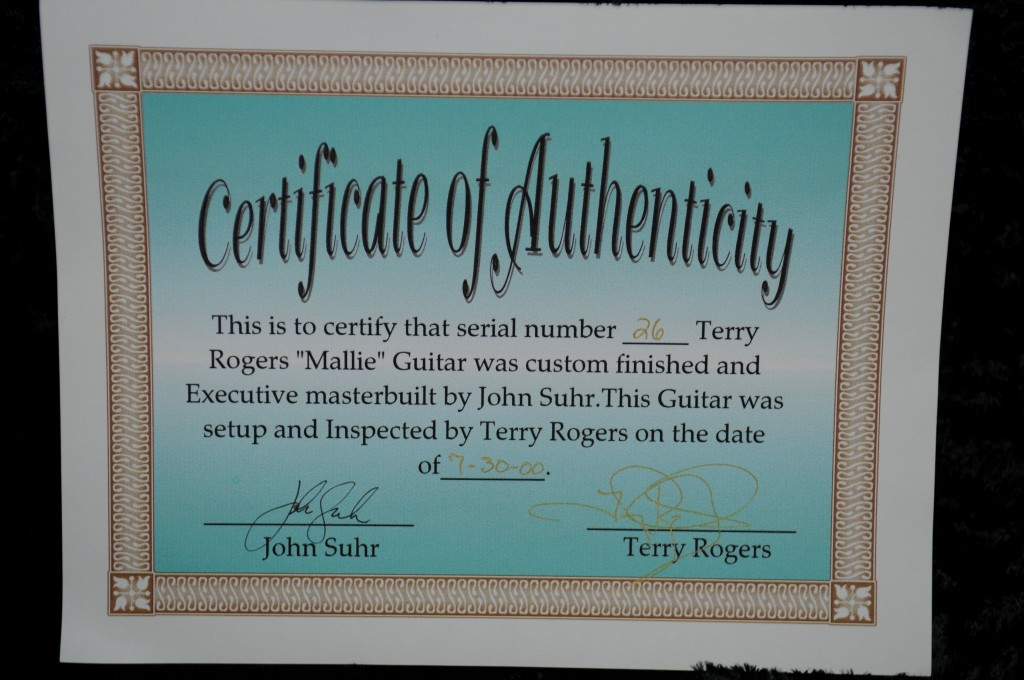 Certificate of Authenticity
This is to certify that serial number 26 Terry
Rogers "Mallie" Guitar was custom finished and
Executive masterbuilt by John Suhr.This Guitar was
setup and Inspected by Terry Rogers on the date
of 7-30-00.
John Suhr
John Suhr
Terry Rogers